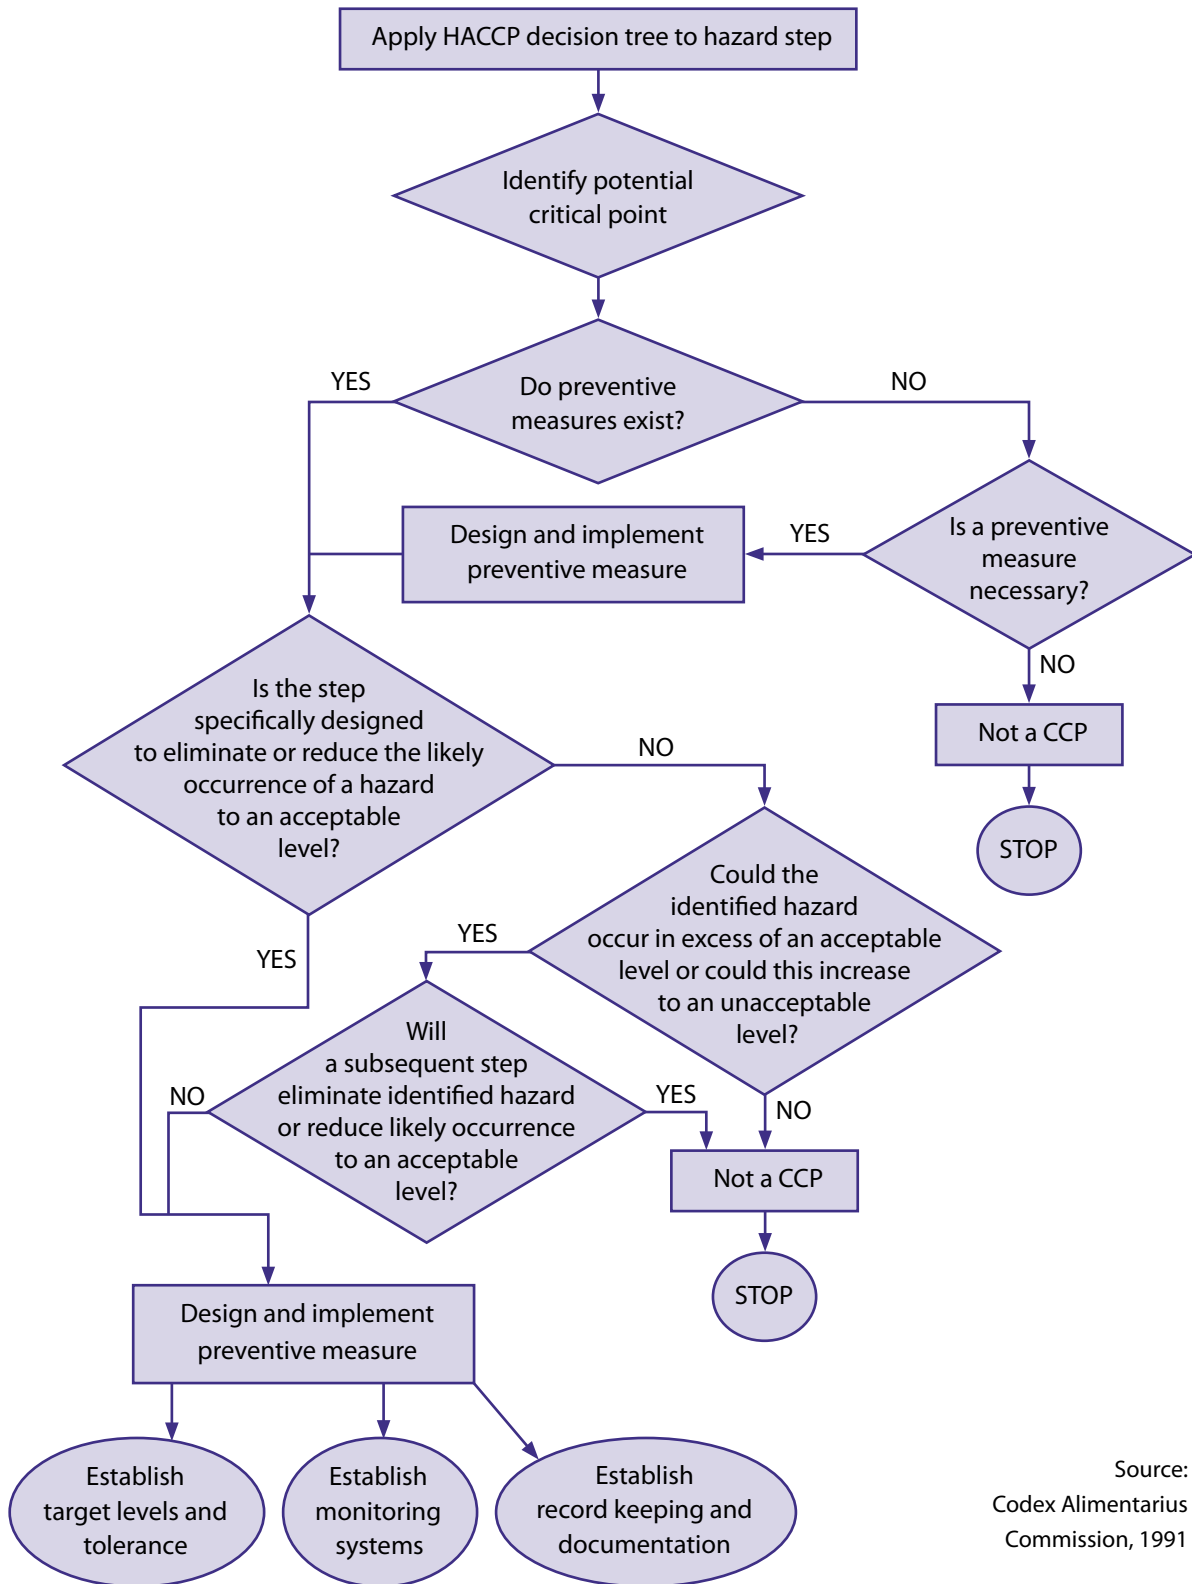 Apply HACCP decision tree to hazard step
Identify potential
critical point
YES
NO
Do preventive
measures exist?
Design and implement
preventive measure
YES
Is a preventive
measure
necessary?
NO
Not a CCP
STOP
Is the step
specifically designed
to eliminate or reduce the likely
occurrence of a hazard
to an acceptable
level?
NO
YES
Could the
identified hazard
occur in excess of an acceptable
level or could this increase
to an unacceptable
level?
YES
NO
Will
a subsequent step
eliminate identified hazard
or reduce likely occurrence
to an acceptable
level?
NO
YES
Not a CCP
STOP
Design and implement
preventive measure
Establish
target levels and
tolerance
Establish
monitoring
systems
Establish
record keeping and
documentation
Source:
Codex Alimentarius
Commission, 1991